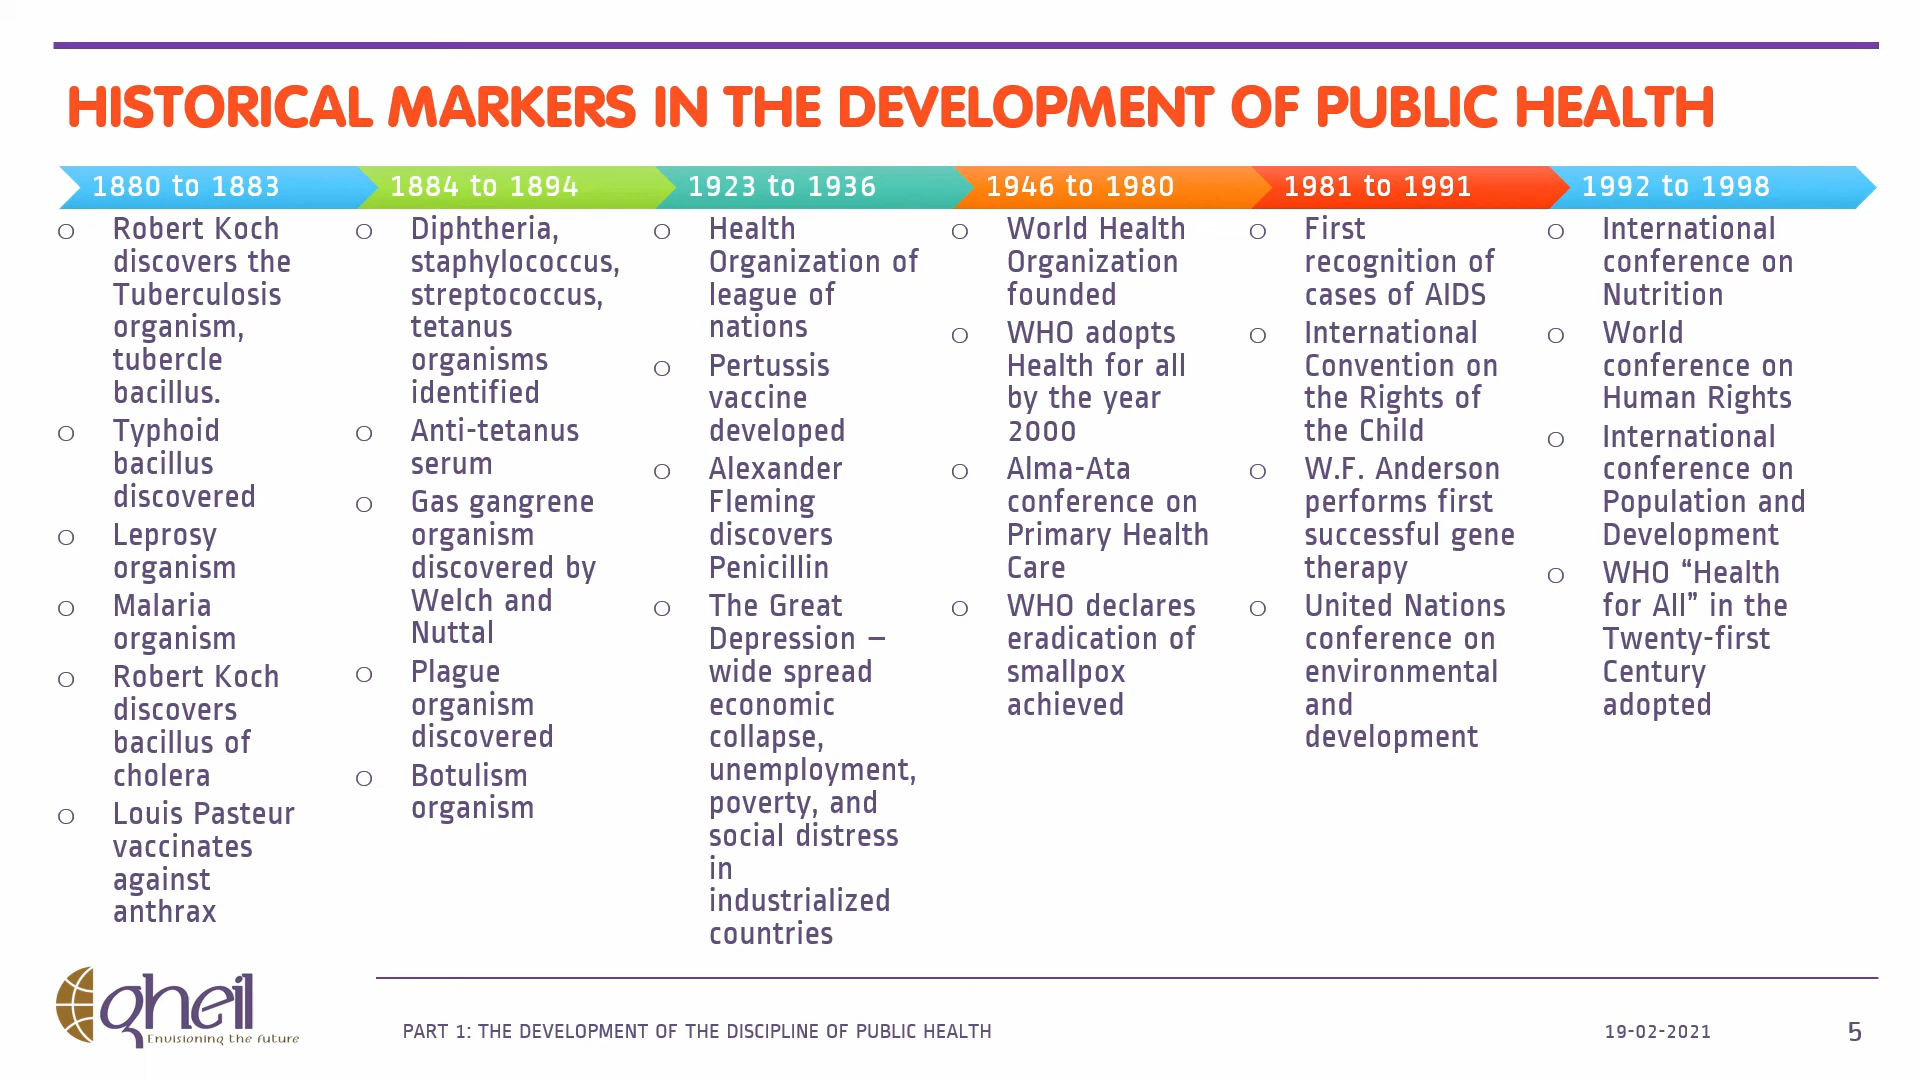 HISTORICAL MARKERS IN THE DEVELOPMENT OF PUBLIC HEALTH
1880 to 1883
o Robert Koch
discovers the
Tuberculosis
organism,
tubercle
bacillus.
o Typhoid
bacillus
discovered
o Leprosy
organism
o Malaria
organism
o Robert Koch
discovers
bacillus of
cholera
o Louis Pasteur
vaccinates
against
anthrax
1884 to 1894
o Diphtheria,
staphylococcus,
streptococcus,
tetanus
organisms
identified
o Anti-tetanus
serum
o Gas gangrene
organism
discovered by
Welch and
Nuttal
o Plague
organism
discovered
o Botulism
organism
1923 to 1936
o Health
Organization of
league of
nations
o Pertussis
vaccine
developed
o Alexander
Fleming
discovers
Penicillin
o The Great
Depression –
wide spread
economic
collapse,
unemployment,
poverty, and
social distress
in
industrialized
countries
1946 to 1980
o World Health
Organization
founded
o WHO adopts
Health for all
by the year
2000
o Alma-Ata
conference on
Primary Health
Care
o WHO declares
eradication of
smallpox
achieved
1981 to 1991
o First
recognition of
cases of AIDS
o International
Convention on
the Rights of
the Child
o W.F. Anderson
performs first
successful gene
therapy
o United Nations
conference on
environmental
and
development
1992 to 1998
o International
conference on
Nutrition
o World
conference on
Human Rights
o International
conference on
Population and
Development
o WHO “Health
for All” in the
Twenty-first
Century
adopted
qheil
Envisioning the future
PART 1: THE DEVELOPMENT OF THE DISCIPLINE OF PUBLIC HEALTH
19-02-2021
5